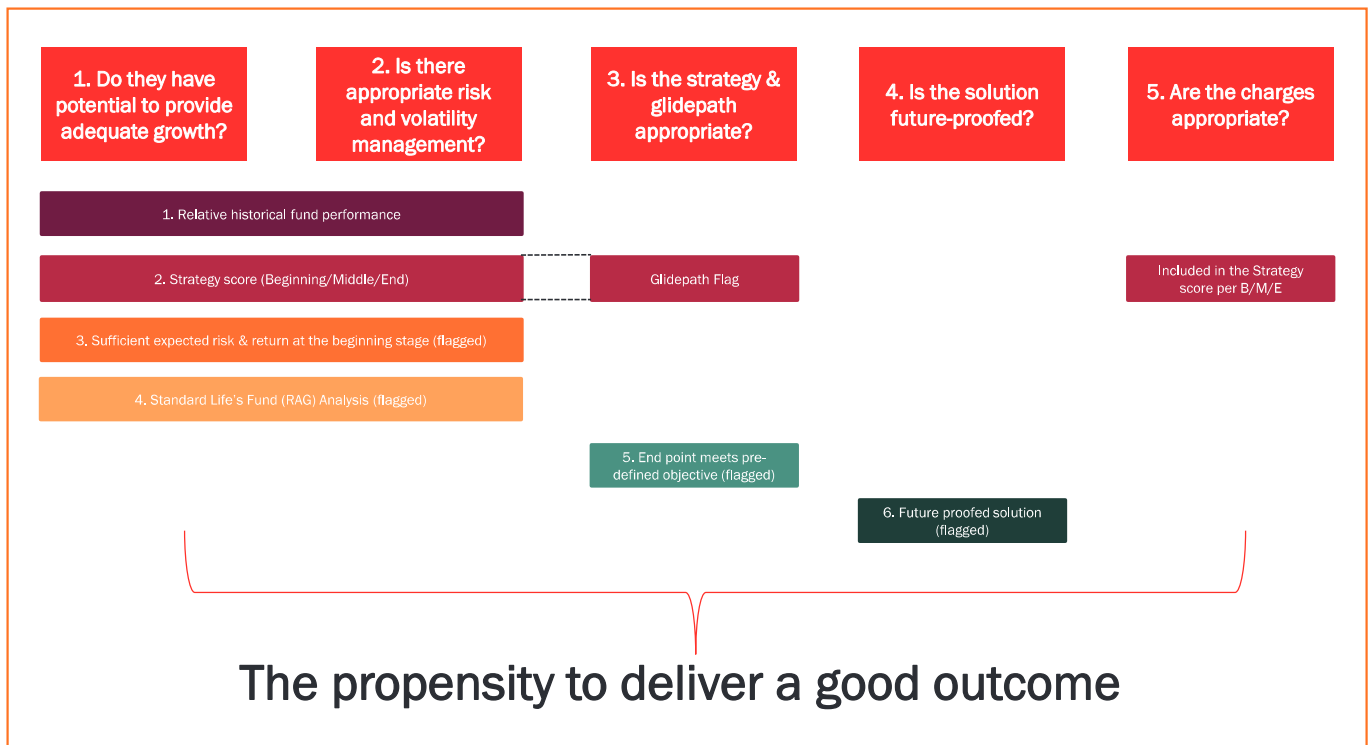 1. Do they have
potential to provide
adequate growth?
2. Is there
appropriate risk
and volatility
management?
3. Is the strategy &
glidepath
appropriate?
4. Is the solution
future-proofed?
5. Are the charges
appropriate?
1. Relative historical fund performance
2. Strategy score (Beginning/Middle/End)
Glidepath Flag
Included in the Strategy
score per B/M/E
3. Sufficient expected risk & return at the beginning stage (flagged)
4. Standard Life's Fund (RAG) Analysis (flagged)
5. End point meets pre-
defined objective (flagged)
6. Future proofed solution
(flagged)
The propensity to deliver a good outcome